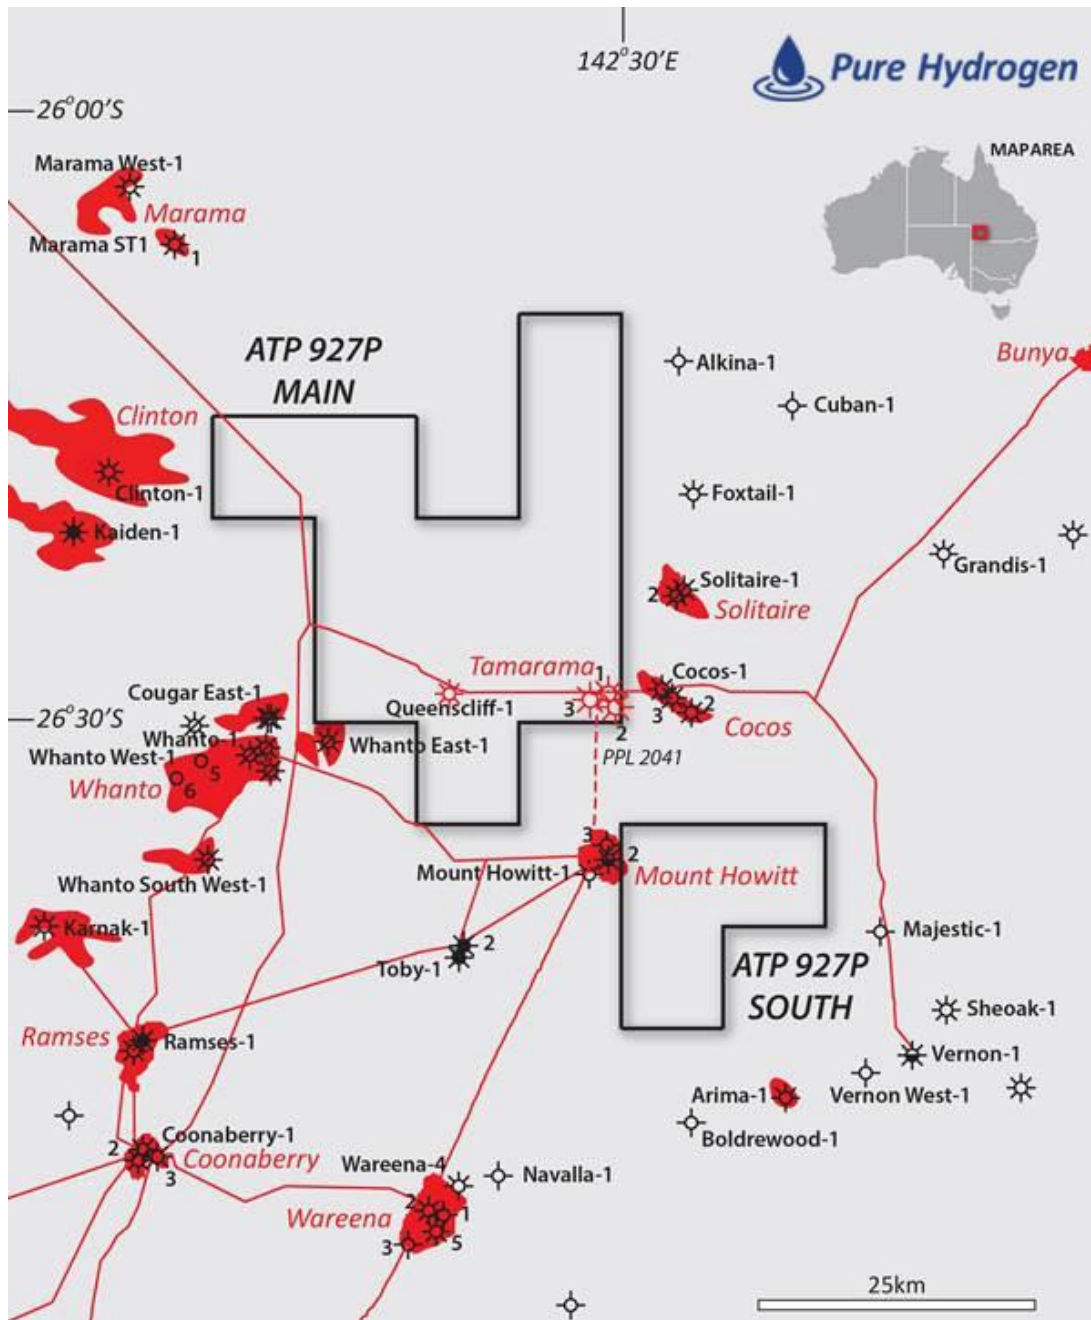 142°30'E
Pure Hydrogen
26°00'S
MAPAREA
Marama West-1
Marama
Marama ST1
1
ATP 927P
MAIN
Bunya
Alkina-1
Clinton
Cuban-1
Clinton-1
Foxtail-1
Kaiden-1
Grandis-1
Solitaire-1
2
Solitaire
Tamarama
1
Cocos-1
Cougar East-1
Queenscliff-1
3
2
3
2
26°30'S
Cocos
Whanto-1
Whanto East-1
Whanto West-1
5
PPL 2041
Whanto
6
3
2
Mount Howitt-1
Mount Howitt
Whanto South West-1
Karnak-1
Majestic-1
2
Toby-1
ATP 927P
SOUTH
Sheoak-1
Ramses
Ramses-1
Vernon-1
Arima-1
Vernon West-1
Coonaberry-1
Boldrewood-1
2
Coonaberry
3
Wareena-4
Navalla-1
2
1
Wareena
3
5
25km